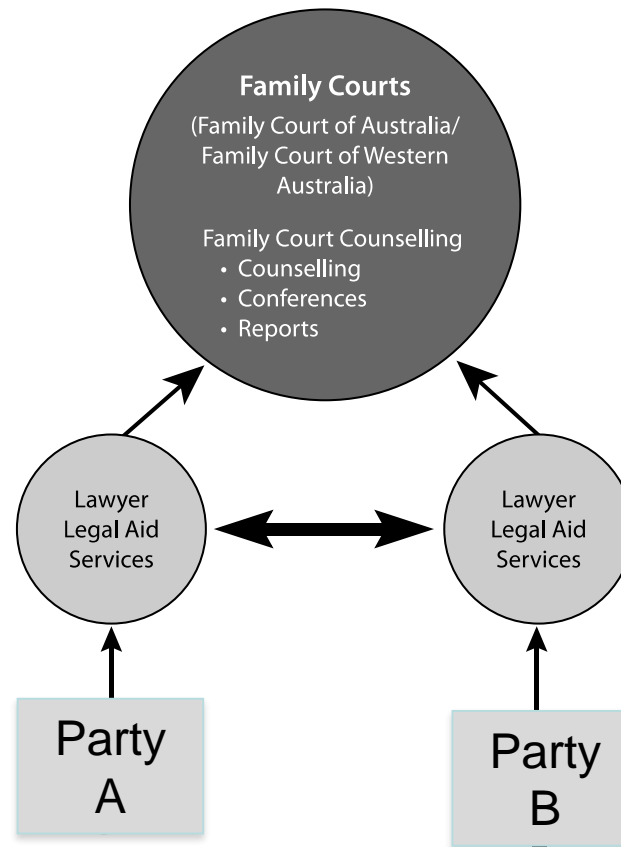 Family Courts
(Family Court of Australia/
Family Court of Western
Australia)
Family Court Counselling
• Counselling
• Conferences
• Reports
Lawyer
Legal Aid
Services
Lawyer
Legal Aid
Services
Party
A
Party
B